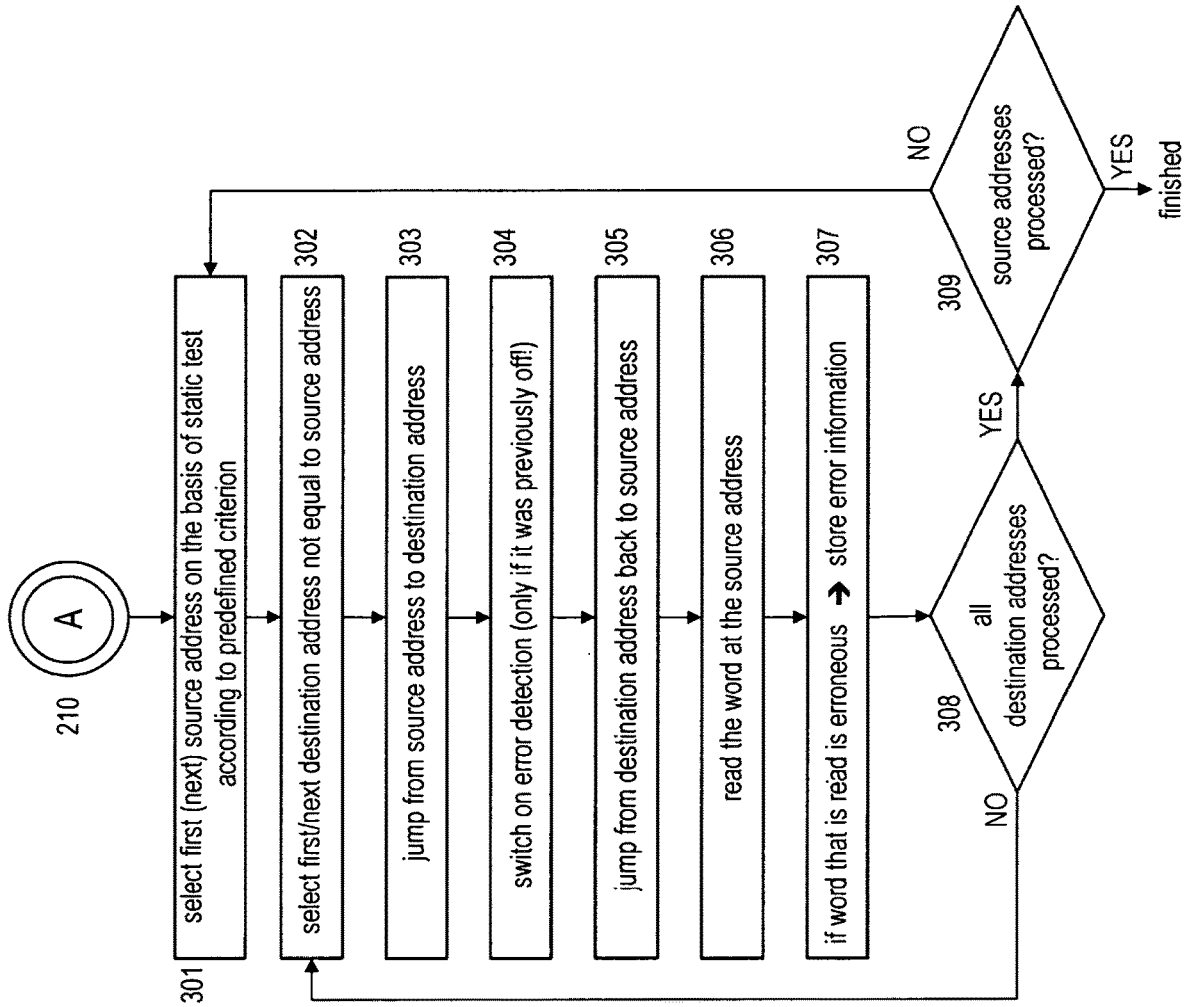 210
A
301
select first (next) source address on the basis of static test
according to predefined criterion
302
select first/next destination address not equal to source address
303
jump from source address to destination address
304
switch on error detection (only if it was previously off!)
305
jump from destination address back to source address
306
read the word at the source address
307
if word that is read is erroneous ➔ store error information
308
all
destination addresses
processed?
NO
YES
309
source addresses
processed?
NO
YES
finished